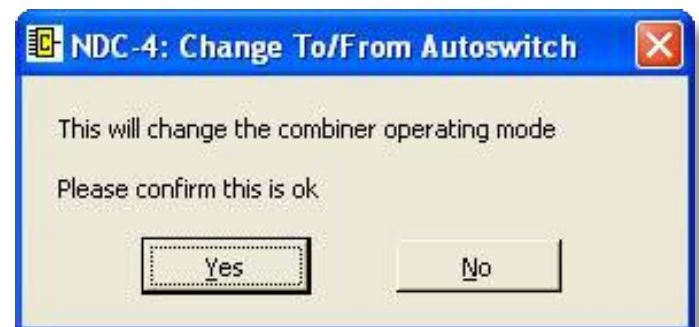 NDC-4: Change To/From Autoswitch
This will change the combiner operating mode
Please confirm this is ok
Yes
No